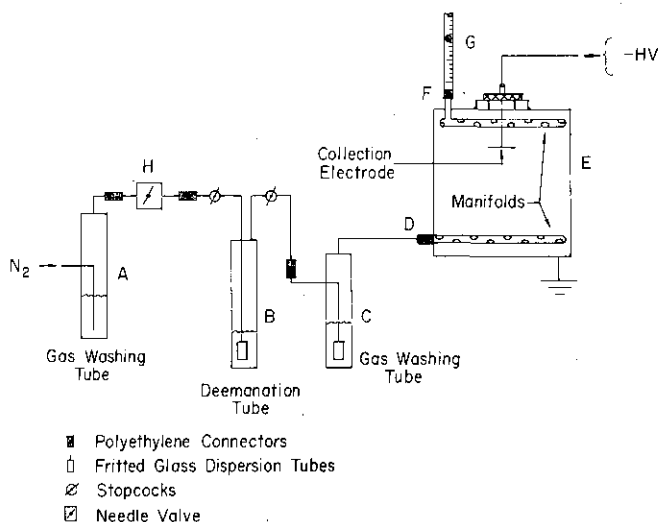 G
-HV
F
H
Collection
Electrode
E
Manifolds
D
N2
A
B
C
Gas Washing
Tube
Deemanation
Tube
Gas Washing
Tube
Polyethylene Connectors
Fritted Glass Dispersion Tubes
Stopcocks
Needle Valve